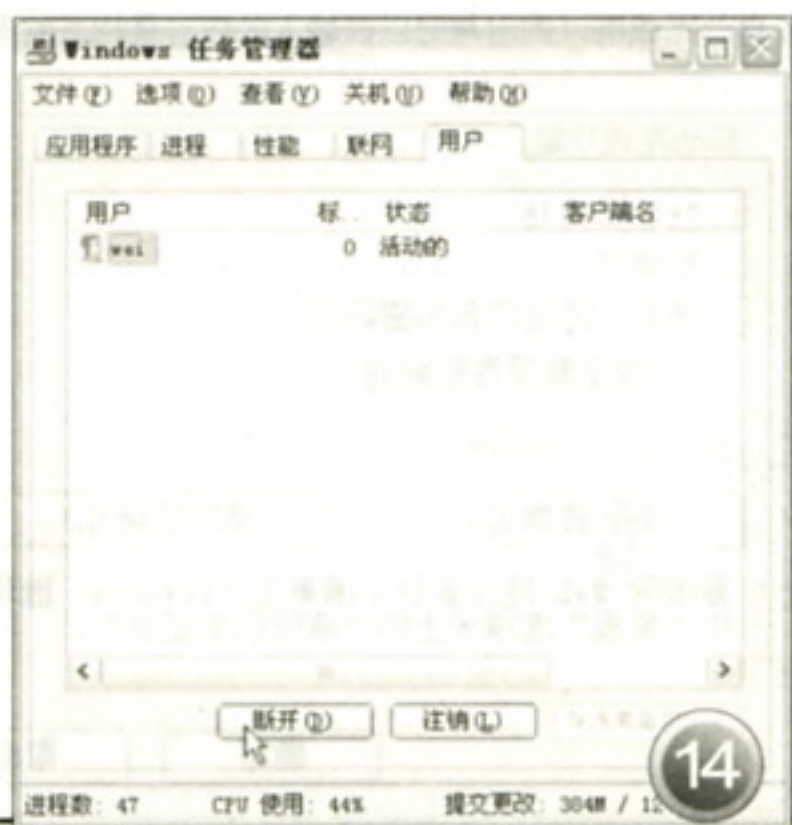 Windows 任务管理器
文件(F) 选项(O) 查看(V) 关机(U) 帮助(H)
应用程序 进程 性能 联网 用户
用户 标.. 状态 客户端名
wei 0 活动的
断开(D) 注销(L)
14
进程数: 47 CPU 使用: 44% 提交更改: 384M / 12